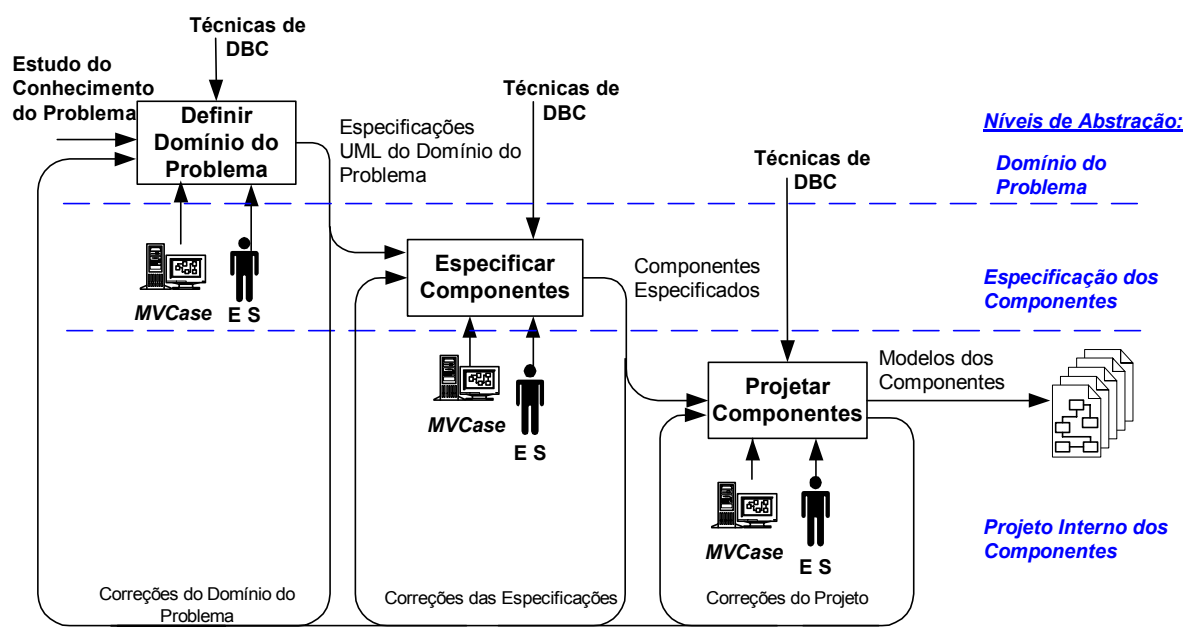 Técnicas de
DBC
Estudo do
Conhecimento
do Problema
Definir
Domínio do
Problema
Especificações
UML do Domínio do
Problema
Técnicas de
DBC
Níveis de Abstração:
Domínio do
Problema
Técnicas de
DBC
MVCase
E S
Especificar
Componentes
Componentes
Especificados
Especificação dos
Componentes
MVCase
E S
Projetar
Componentes
Modelos dos
Componentes
MVCase
E S
Projeto Interno dos
Componentes
Correções do Domínio do
Problema
Correções das Especificações
Correções do Projeto